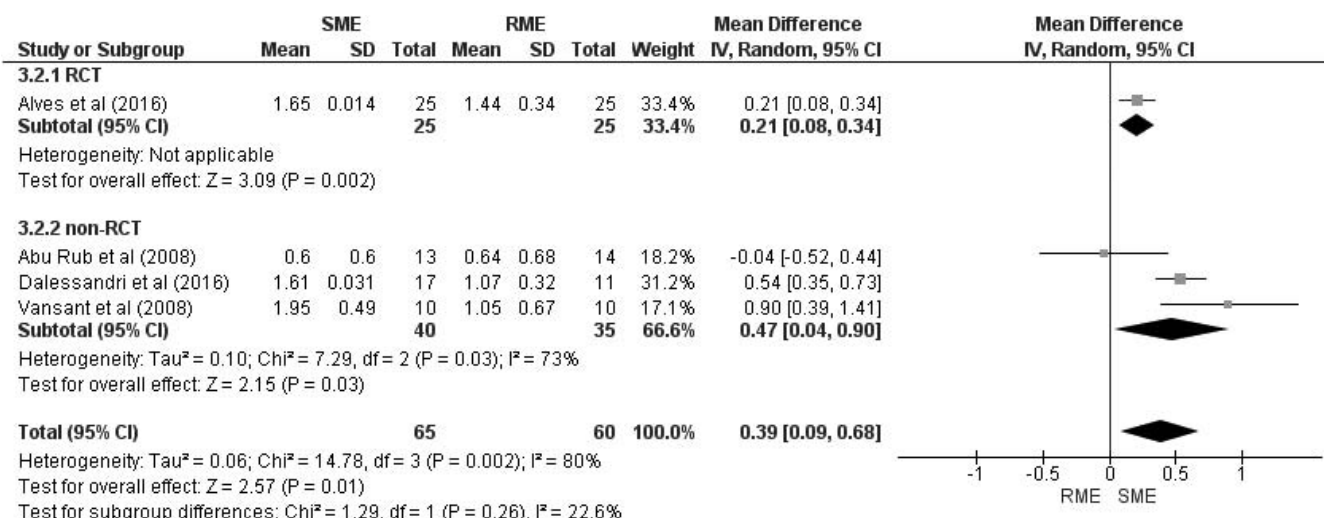 SME RME Mean Difference Mean Difference
Study or Subgroup Mean SD Total Mean SD Total Weight IV, Random, 95% CI IV, Random, 95% CI
3.2.1 RCT
Alves et al (2016) 1.65 0.014 25 1.44 0.34 25 33.4% 0.21 [0.08, 0.34]
Subtotal (95% CI) 25 25 33.4% 0.21 [0.08, 0.34]
Heterogeneity: Not applicable
Test for overall effect: Z = 3.09 (P = 0.002)
3.2.2 non-RCT
Abu Rub et al (2008) 0.6 0.6 13 0.64 0.68 14 18.2% -0.04 [-0.52, 0.44]
Dalessandri et al (2016) 1.61 0.031 17 1.07 0.32 11 31.2% 0.54 [0.35, 0.73]
Vansant et al (2008) 1.95 0.49 10 1.05 0.67 10 17.1% 0.90 [0.39, 1.41]
Subtotal (95% CI) 40 35 66.6% 0.47 [0.04, 0.90]
Heterogeneity: Tau² = 0.10; Chi² = 7.29, df = 2 (P = 0.03); I² = 73%
Test for overall effect: Z = 2.15 (P = 0.03)
Total (95% CI) 65 60 100.0% 0.39 [0.09, 0.68]
Heterogeneity: Tau² = 0.06; Chi² = 14.78, df = 3 (P = 0.002); I² = 80%
Test for overall effect: Z = 2.57 (P = 0.01)
Test for subgroup differences: Chi² = 1.29, df = 1 (P = 0.26), I² = 22.6%
-1 -0.5 0 0.5 1
RME SME